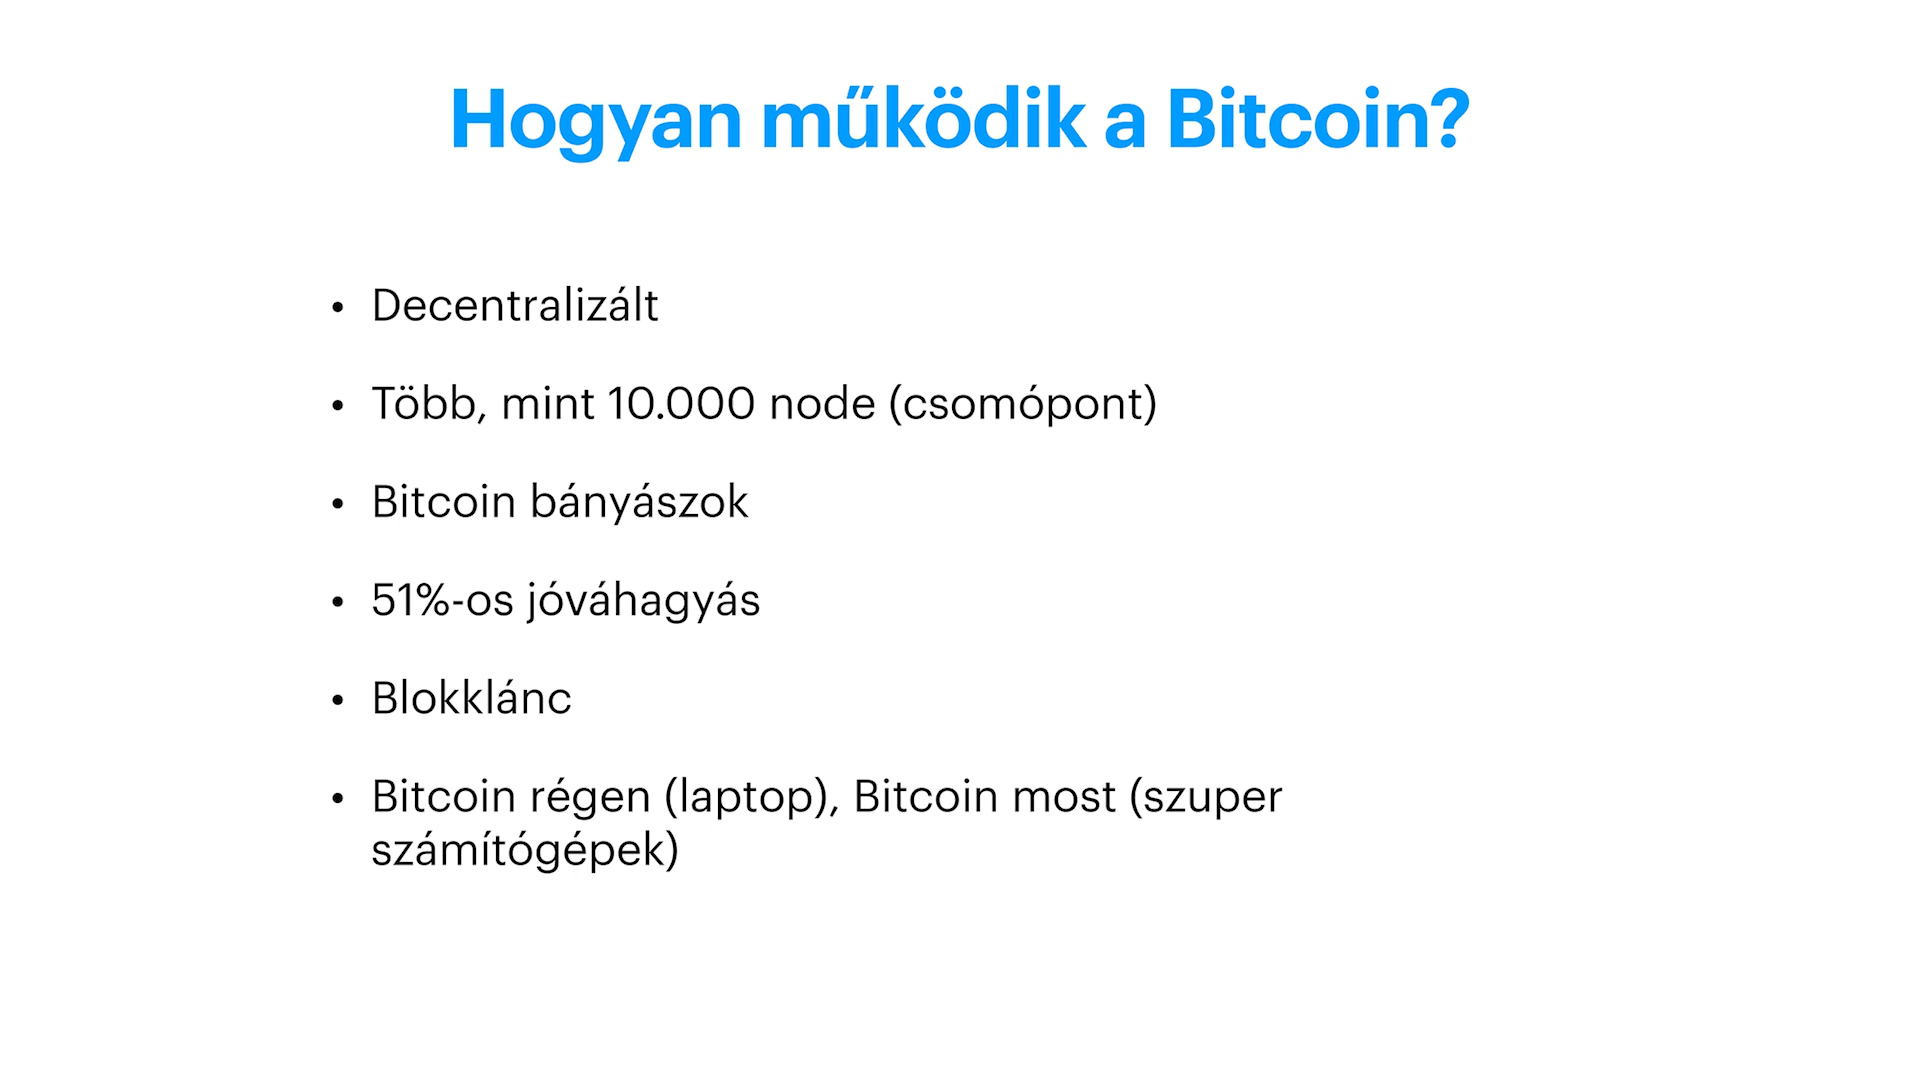 Hogyan működik a Bitcoin?
• Decentralizált
• Több, mint 10.000 node (csomópont)
• Bitcoin bányászok
• 51%-os jóváhagyás
• Blokklánc
• Bitcoin régen (laptop), Bitcoin most (szuper
számítógépek)